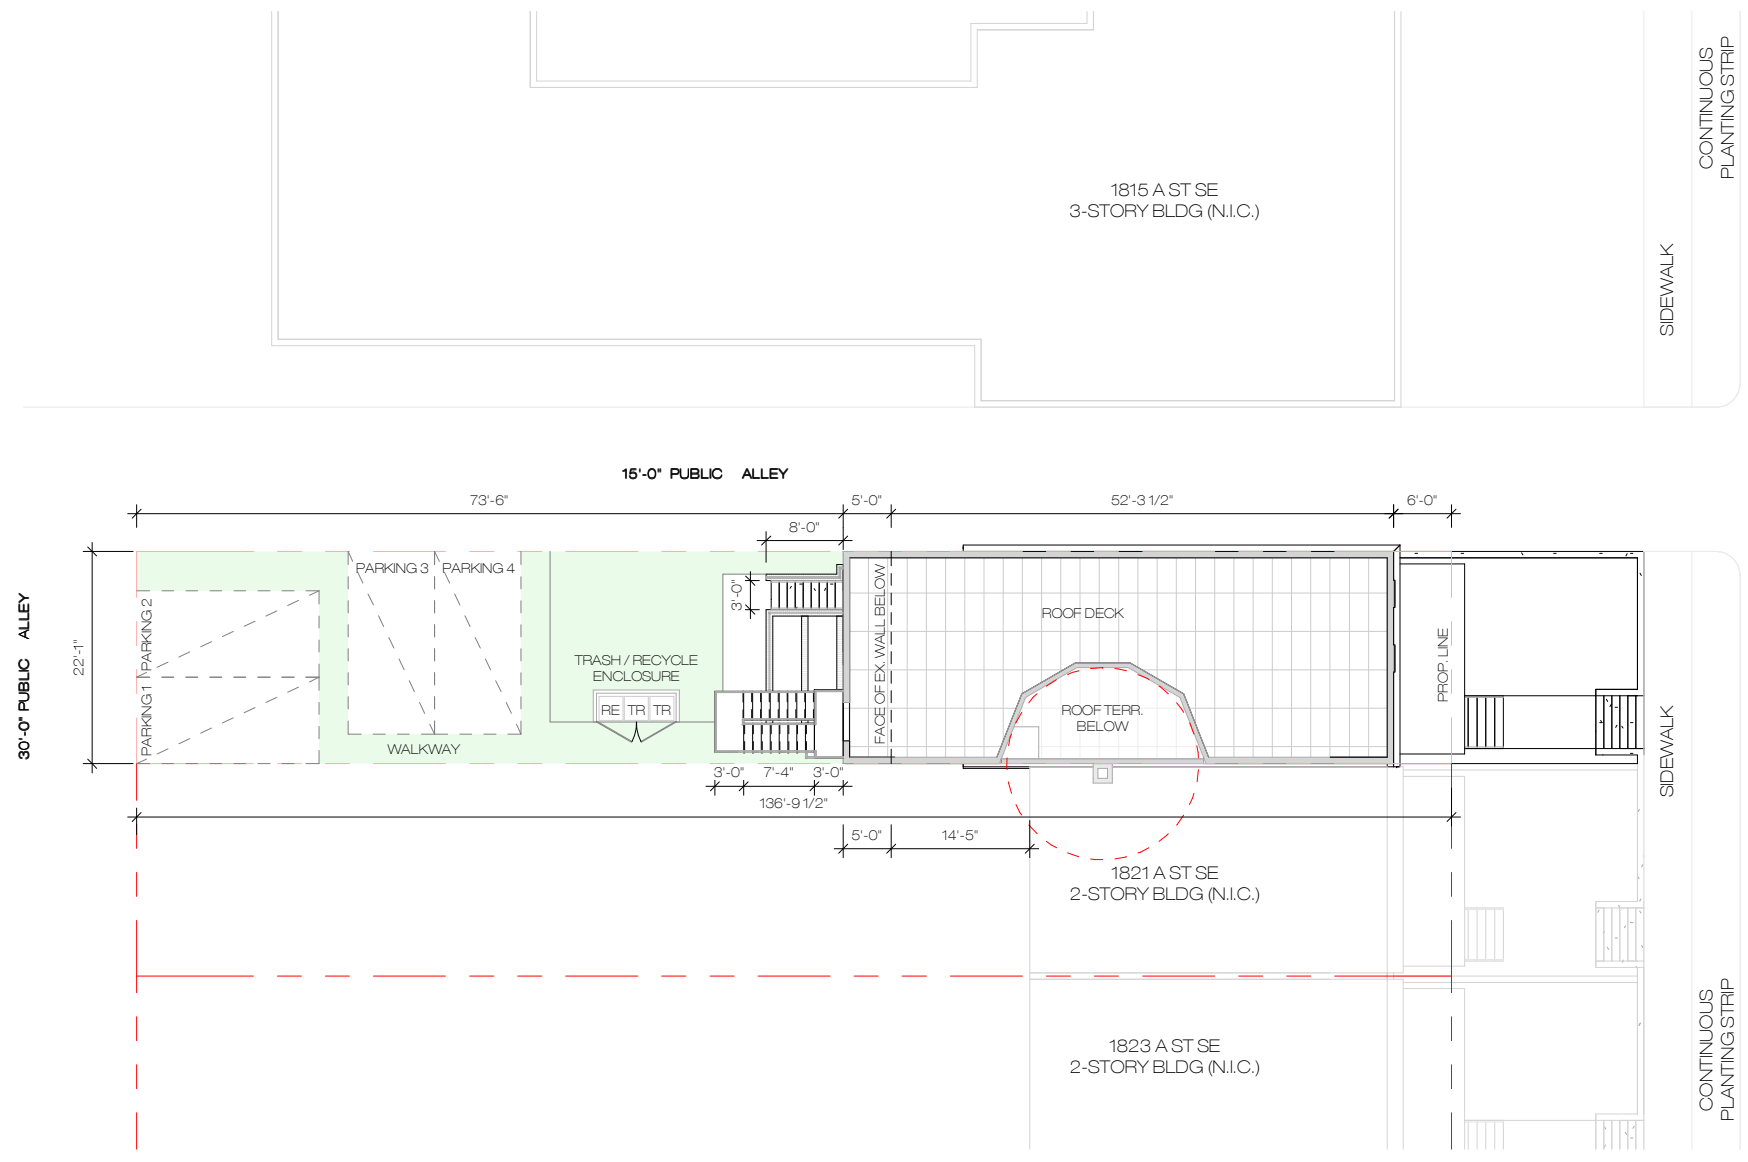 CONTINUOUS
PLANTING STRIP
1815 A ST SE
3-STORY BLDG (N.I.C.)
SIDEWALK
15'-0" PUBLIC ALLEY
73'-6"
5'-0"
52'-3 1/2"
6'-0"
8'-0"
PARKING 3
PARKING 4
3'-0"
FACE OF EX. WALL BELOW
ROOF DECK
30'-0" PUBLIC ALLEY
22'-1"
PARKING 2
PARKING 1
TRASH / RECYCLE
ENCLOSURE
RE
TR
TR
WALKWAY
ROOF TERR.
BELOW
PROP. LINE
SIDEWALK
3'-0"
7'-4"
3'-0"
136'-9 1/2"
5'-0"
14'-5"
1821 A ST SE
2-STORY BLDG (N.I.C.)
1823 A ST SE
2-STORY BLDG (N.I.C.)
CONTINUOUS
PLANTING STRIP